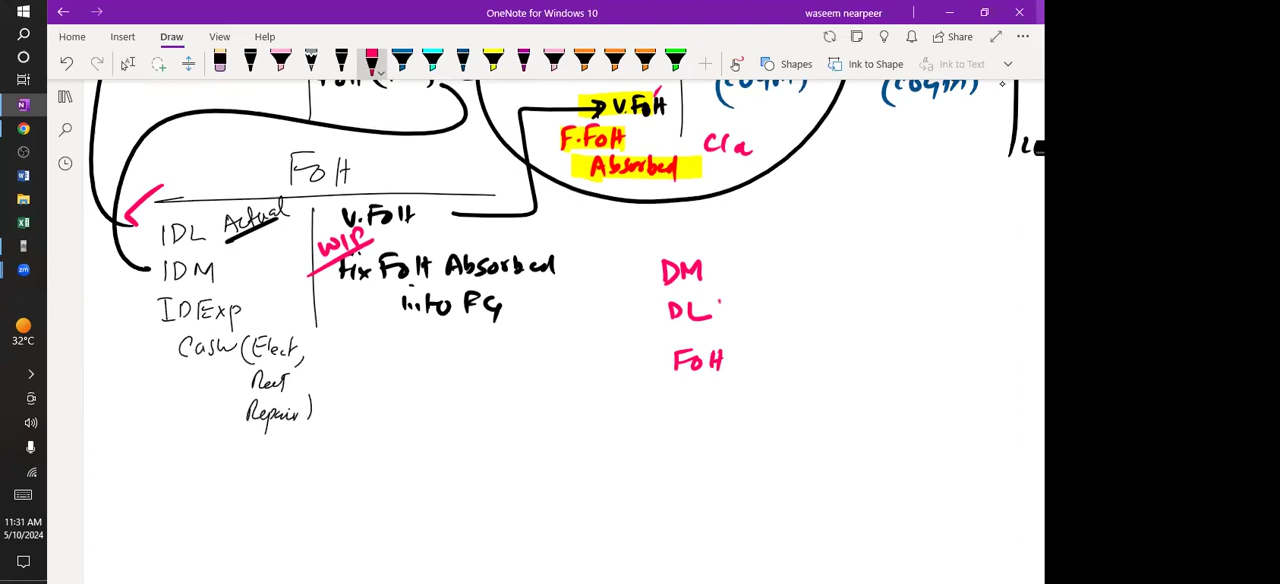 OneNote for Windows 10
waseem nearpeer
Home Insert Draw View Help
Share
Shapes Ink to Shape Ink to Text
V.FoH
F.FoH
Absorbed
Cla
FoH
IDL Actual
V.FoH
WIP
IDM
Fix FoH Absorbed
into FG
IDExp
Cash (Elect,
Rent
Repair)
DM
DL
FoH
32°C
11:31 AM
5/10/2024